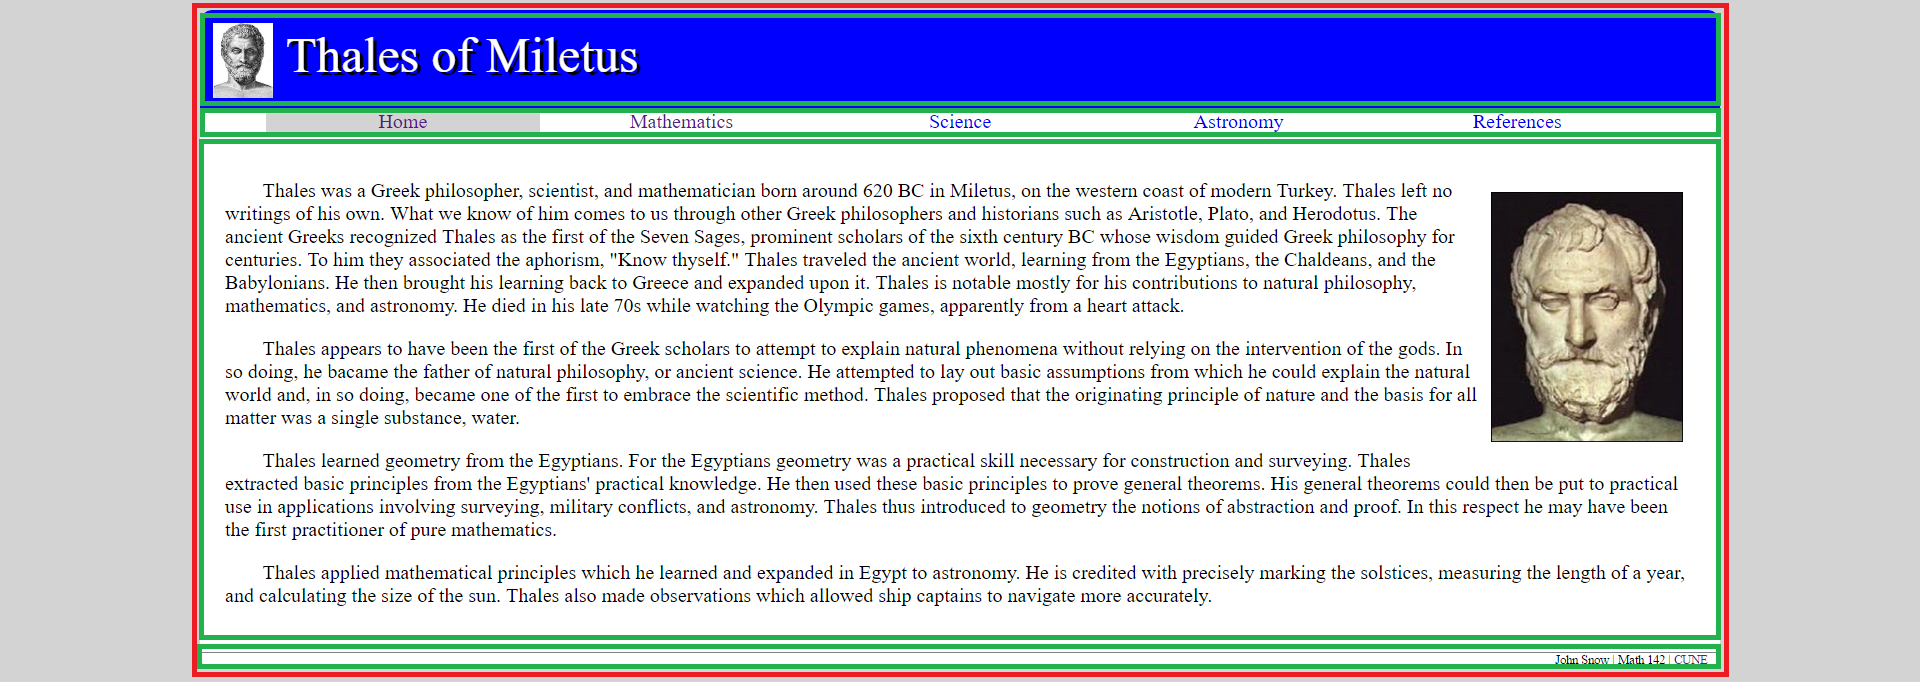 Thales of Miletus
Home Mathematics Science Astronomy References
Thales was a Greek philosopher, scientist, and mathematician born around 620 BC in Miletus, on the western coast of modern Turkey. Thales left no
writings of his own. What we know of him comes to us through other Greek philosophers and historians such as Aristotle, Plato, and Herodotus. The
ancient Greeks recognized Thales as the first of the Seven Sages, prominent scholars of the sixth century BC whose wisdom guided Greek philosophy for
centuries. To him they associated the aphorism, "Know thyself." Thales traveled the ancient world, learning from the Egyptians, the Chaldeans, and the
Babylonians. He then brought his learning back to Greece and expanded upon it. Thales is notable mostly for his contributions to natural philosophy,
mathematics, and astronomy. He died in his late 70s while watching the Olympic games, apparently from a heart attack.
Thales appears to have been the first of the Greek scholars to attempt to explain natural phenomena without relying on the intervention of the gods. In
so doing, he bacame the father of natural philosophy, or ancient science. He attempted to lay out basic assumptions from which he could explain the natural
world and, in so doing, became one of the first to embrace the scientific method. Thales proposed that the originating principle of nature and the basis for all
matter was a single substance, water.
Thales learned geometry from the Egyptians. For the Egyptians geometry was a practical skill necessary for construction and surveying. Thales
extracted basic principles from the Egyptians' practical knowledge. He then used these basic principles to prove general theorems. His general theorems could then be put to practical
use in applications involving surveying, military conflicts, and astronomy. Thales thus introduced to geometry the notions of abstraction and proof. In this respect he may have been
the first practitioner of pure mathematics.
Thales applied mathematical principles which he learned and expanded in Egypt to astronomy. He is credited with precisely marking the solstices, measuring the length of a year,
and calculating the size of the sun. Thales also made observations which allowed ship captains to navigate more accurately.
John Snow | Math 142 | CUNE